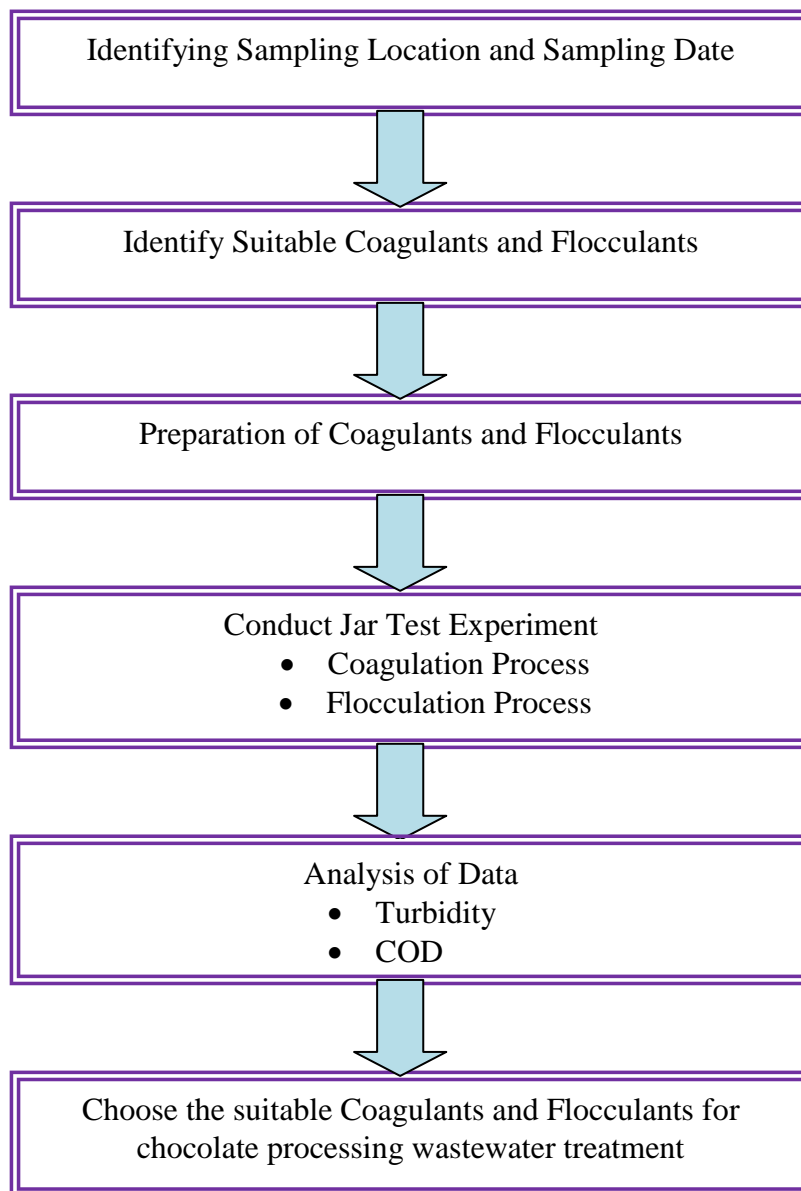 Identifying Sampling Location and Sampling Date
Identify Suitable Coagulants and Flocculants
Preparation of Coagulants and Flocculants
Conduct Jar Test Experiment
• Coagulation Process
• Flocculation Process
Analysis of Data
• Turbidity
• COD
Choose the suitable Coagulants and Flocculants for
chocolate processing wastewater treatment